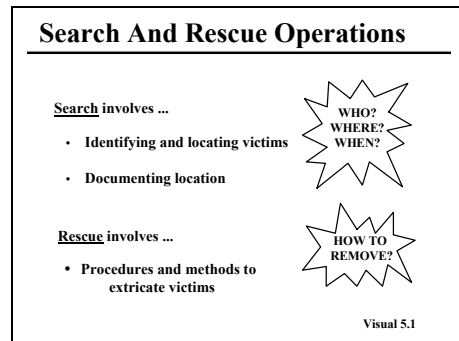 Search And Rescue Operations
Search involves ...
• Identifying and locating victims
• Documenting location
WHO?
WHERE?
WHEN?
Rescue involves ...
• Procedures and methods to
extricate victims
HOW TO
REMOVE?
Visual 5.1